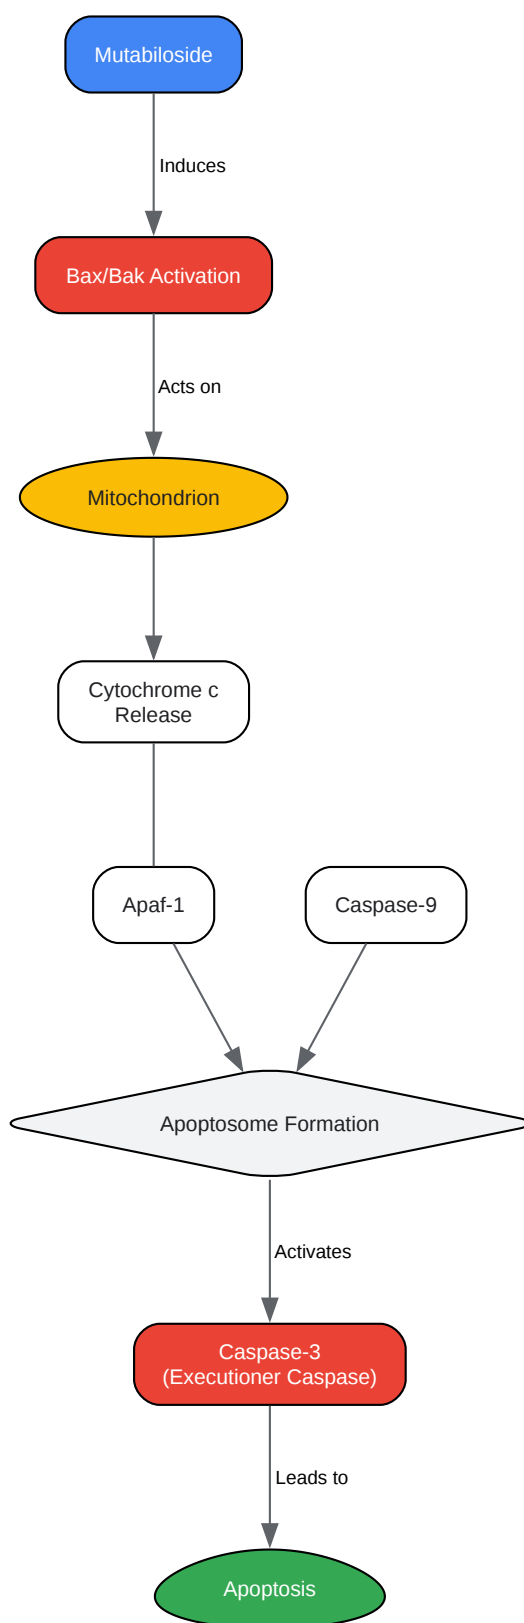 Mutabiloside
Induces
Bax/Bak Activation
Acts on
Mitochondrion
Cytochrome c
Release
Apaf-1
Caspase-9
Apoptosome Formation
Activates
Caspase-3
(Executioner Caspase)
Leads to
Apoptosis